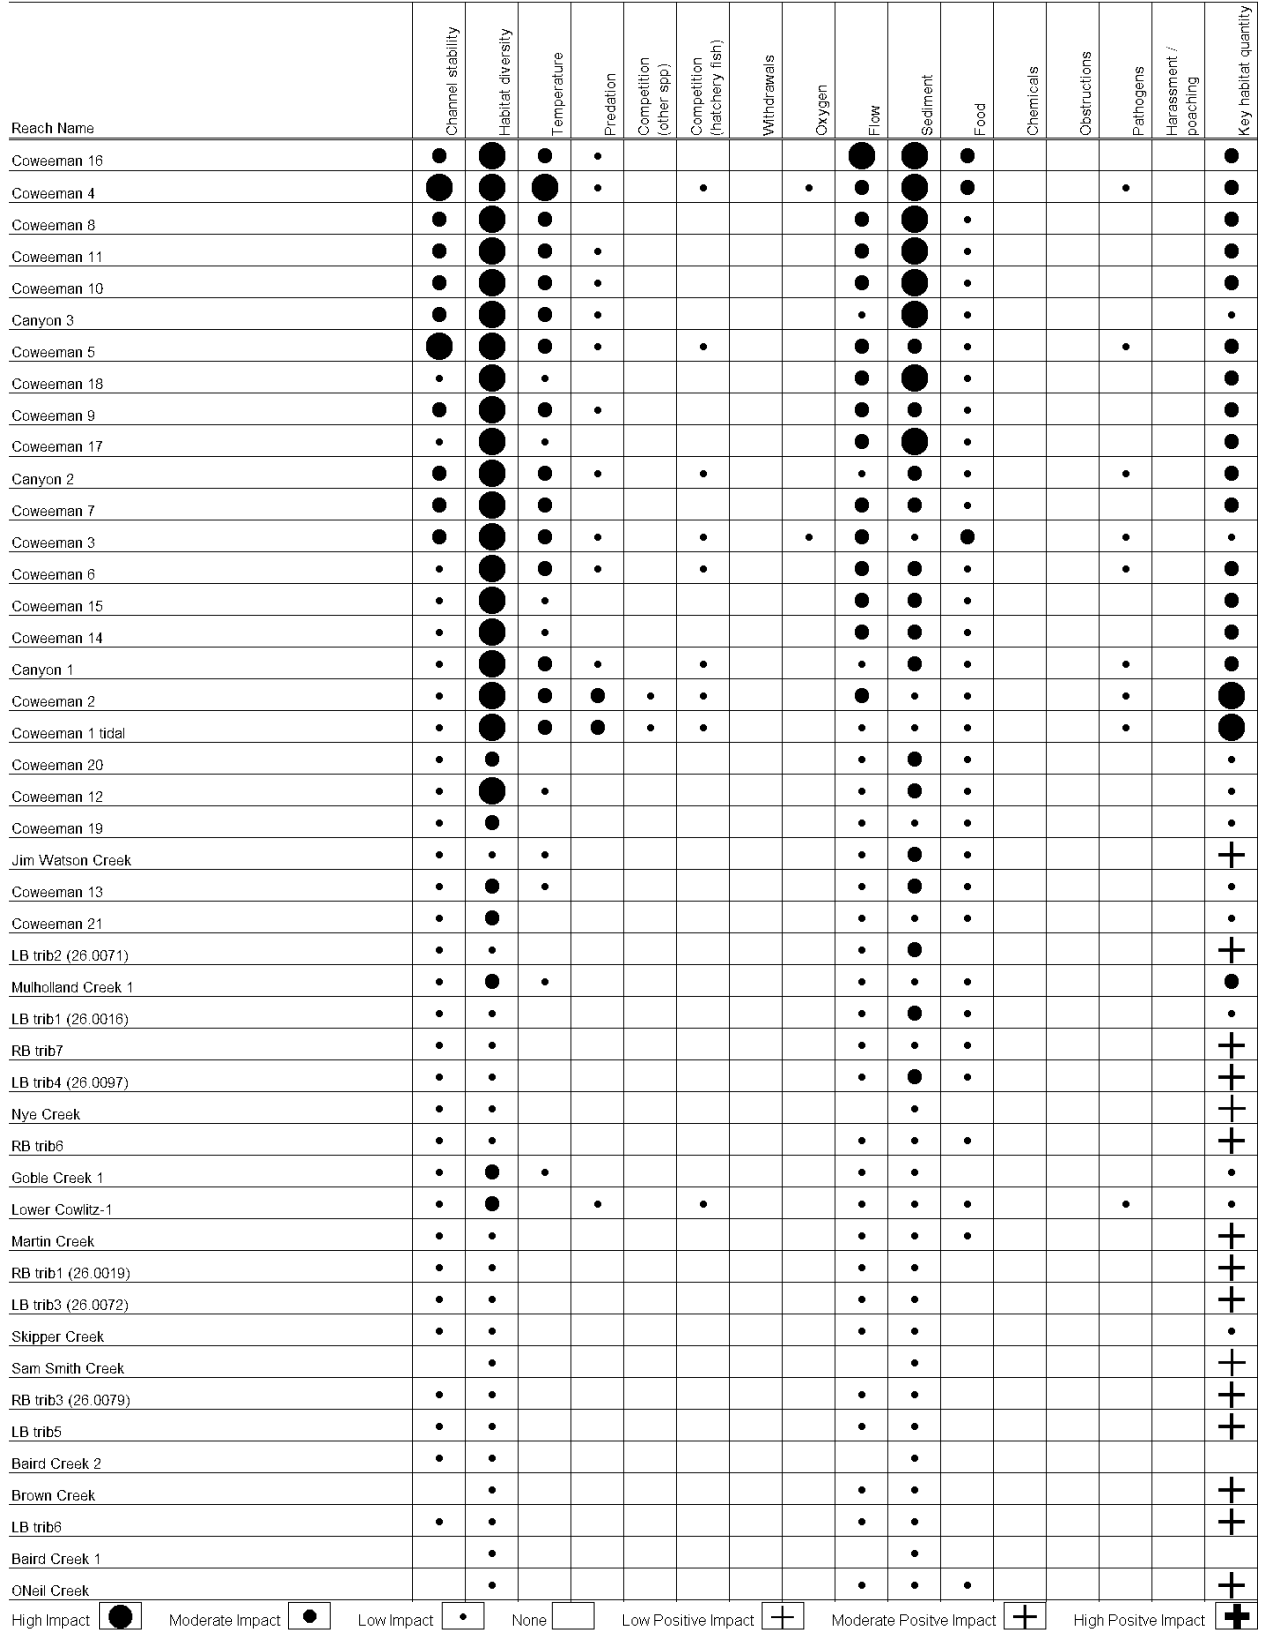 Reach Name
Channel stability
Habitat diversity
Temperature
Predation
Competition
(other spp)
Competition
(hatchery fish)
Withdrawals
Oxygen
Flow
Sediment
Food
Chemicals
Obstructions
Pathogens
Harassment /
poaching
Key habitat quantity
Coweeman 16
Coweeman 4
Coweeman 8
Coweeman 11
Coweeman 10
Canyon 3
Coweeman 5
Coweeman 18
Coweeman 9
Coweeman 17
Canyon 2
Coweeman 7
Coweeman 3
Coweeman 6
Coweeman 15
Coweeman 14
Canyon 1
Coweeman 2
Coweeman 1 tidal
Coweeman 20
Coweeman 12
Coweeman 19
Jim Watson Creek
Coweeman 13
Coweeman 21
LB trib2 (26.0071)
Mulholland Creek 1
LB trib1 (26.0016)
RB trib7
LB trib4 (26.0097)
Nye Creek
RB trib6
Goble Creek 1
Lower Cowlitz-1
Martin Creek
RB trib1 (26.0019)
LB trib3 (26.0072)
Skipper Creek
Sam Smith Creek
RB trib3 (26.0079)
LB trib5
Baird Creek 2
Brown Creek
LB trib6
Baird Creek 1
ONeil Creek
High Impact Moderate Impact Low Impact None Low Positive Impact Moderate Positve Impact High Positve Impact